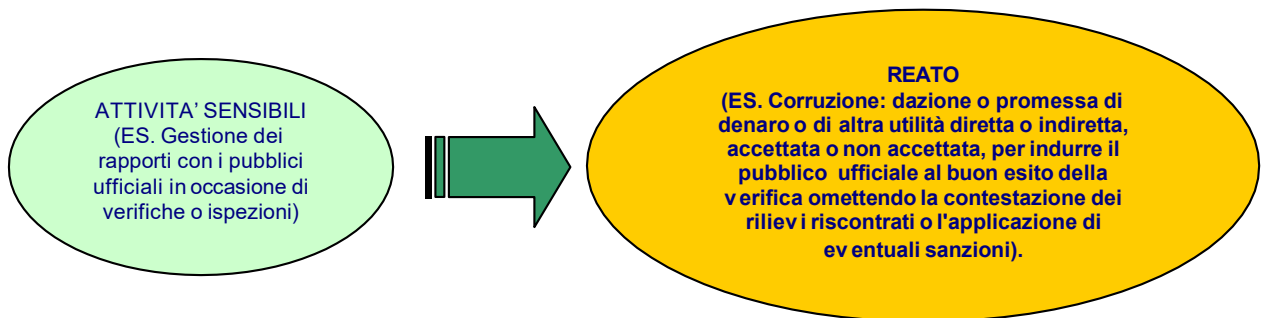 ATTIVITA' SENSIBILI
(ES. Gestione dei
rapporti con i pubblici
ufficiali in occasione di
verifiche o ispezioni)
REATO
(ES. Corruzione: dazione o promessa di
denaro o di altra utilità diretta o indiretta,
accettata o non accettata, per indurre il
pubblico ufficiale al buon esito della
verifica omettendo la contestazione dei
rilievi riscontrati o l'applicazione di
eventuali sanzioni).